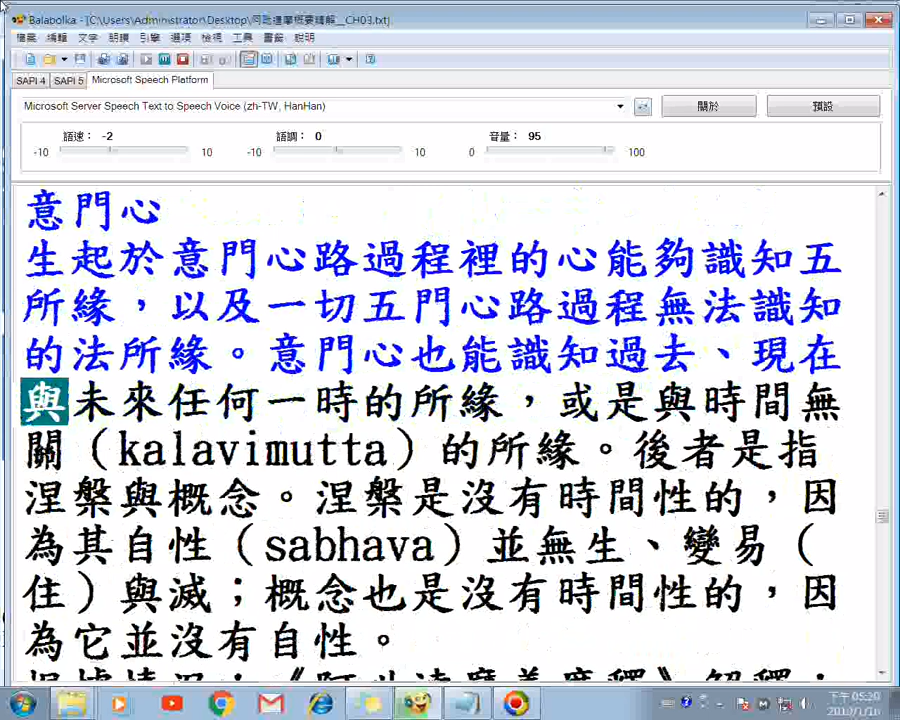 Balabolka - [C:\Users\Administrator\Desktop\阿毗達摩概要精解__CH03.txt]
檔案 編輯 文字 朗讀 引擎 選項 檢視 工具 書籤 說明
SAPI 4 SAPI 5 Microsoft Speech Platform
Microsoft Server Speech Text to Speech Voice (zh-TW, HanHan) 關於 預設
語速： -2 語調： 0 音量： 95
-10 10 -10 10 0 100
意門心
生起於意門心路過程裡的心能夠識知五
所緣，以及一切五門心路過程無法識知
的法所緣。意門心也能識知過去、現在
與未來任何一時的所緣，或是與時間無
關（kalavimutta）的所緣。後者是指
涅槃與概念。涅槃是沒有時間性的，因
為其自性（sabhava）並無生、變易（
住）與滅；概念也是沒有時間性的，因
為它並沒有自性。
下午 05:20